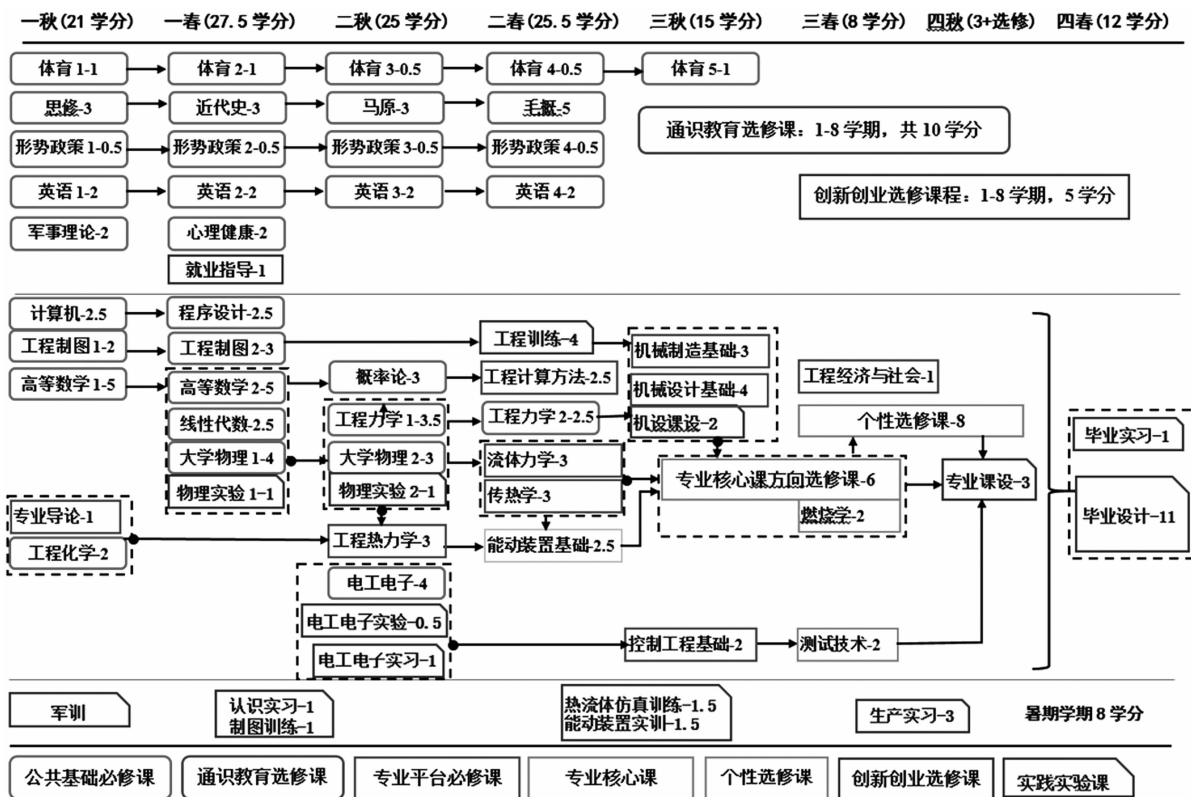 一秋(21 学分) 一春(27.5 学分) 二秋(25 学分) 二春(25.5 学分) 三秋(15 学分) 三春(8 学分) 四秋(3+选修) 四春(12 学分)
体育 1-1 体育 2-1 体育 3-0.5 体育 4-0.5 体育 5-1
思修-3 近代史-3 马原-3 毛概-5
通识教育选修课：1-8 学期，共 10 学分
形势政策 1-0.5 形势政策 2-0.5 形势政策 3-0.5 形势政策 4-0.5
英语 1-2 英语 2-2 英语 3-2 英语 4-2
创新创业选修课程：1-8 学期，5 学分
军事理论-2 心理健康-2
就业指导-1
计算机-2.5 程序设计-2.5
工程制图 1-2 工程制图 2-3 工程训练-4 机械制造基础-3
高等数学 1-5 高等数学 2-5 概率论-3 工程计算方法-2.5 机械设计基础-4 工程经济与社会-1
线性代数-2.5 工程力学 1-3.5 工程力学 2-2.5 机设课设-2 个性选修课-8
毕业实习-1
大学物理 1-4 大学物理 2-3 流体力学-3 专业核心课方向选修课-6 专业课设-3
物理实验 1-1 物理实验 2-1 传热学-3 燃烧学-2 毕业设计-11
专业导论-1
工程化学-2 工程热力学-3 能动装置基础-2.5
电工电子-4
电工电子实验-0.5
控制工程基础-2 测试技术-2
电工电子实习-1
军训 认识实习-1 热流体仿真训练-1.5 生产实习-3 暑期学期 8 学分
制图训练-1 能动装置实训-1.5
公共基础必修课 通识教育选修课 专业平台必修课 专业核心课 个性选修课 创新创业选修课 实践实验课